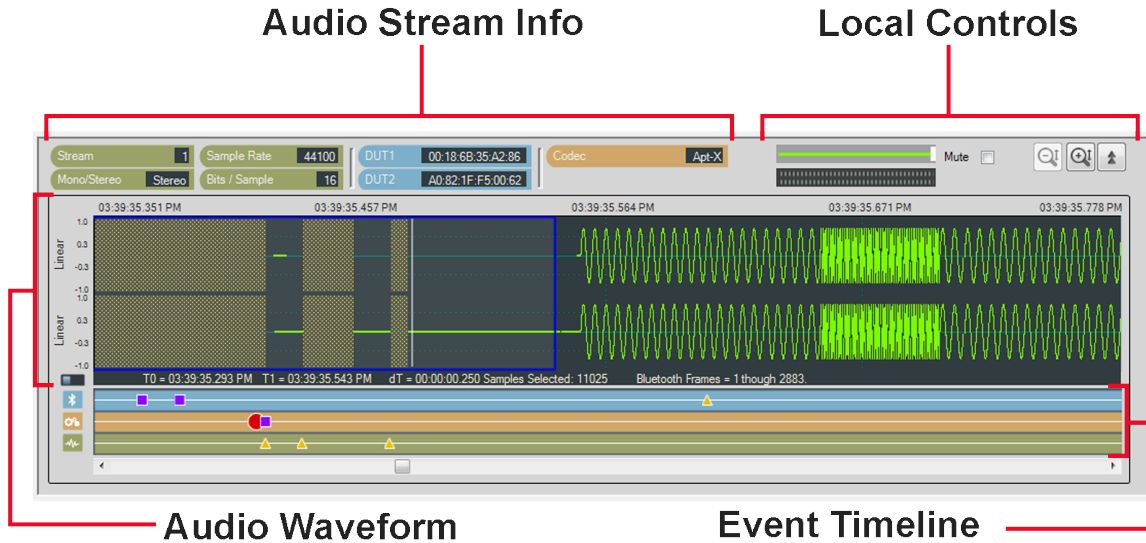 Audio Stream Info
Local Controls
Stream 1 Sample Rate 44100 DUT1 00:18:6B:35:A2:86 Codec Apt-X Mute
Mono/Stereo Stereo Bits / Sample 16 DUT2 A0:82:1F:F5:00:62
03:39:35.351 PM 03:39:35.457 PM 03:39:35.564 PM 03:39:35.671 PM 03:39:35.778 PM
Linear
1.0
0.3
-0.3
-1.0
Linear
1.0
0.3
-0.3
-1.0
T0 = 03:39:35.293 PM T1 = 03:39:35.543 PM dT = 00:00:00.250 Samples Selected: 11025 Bluetooth Frames = 1 though 2883.
Audio Waveform
Event Timeline